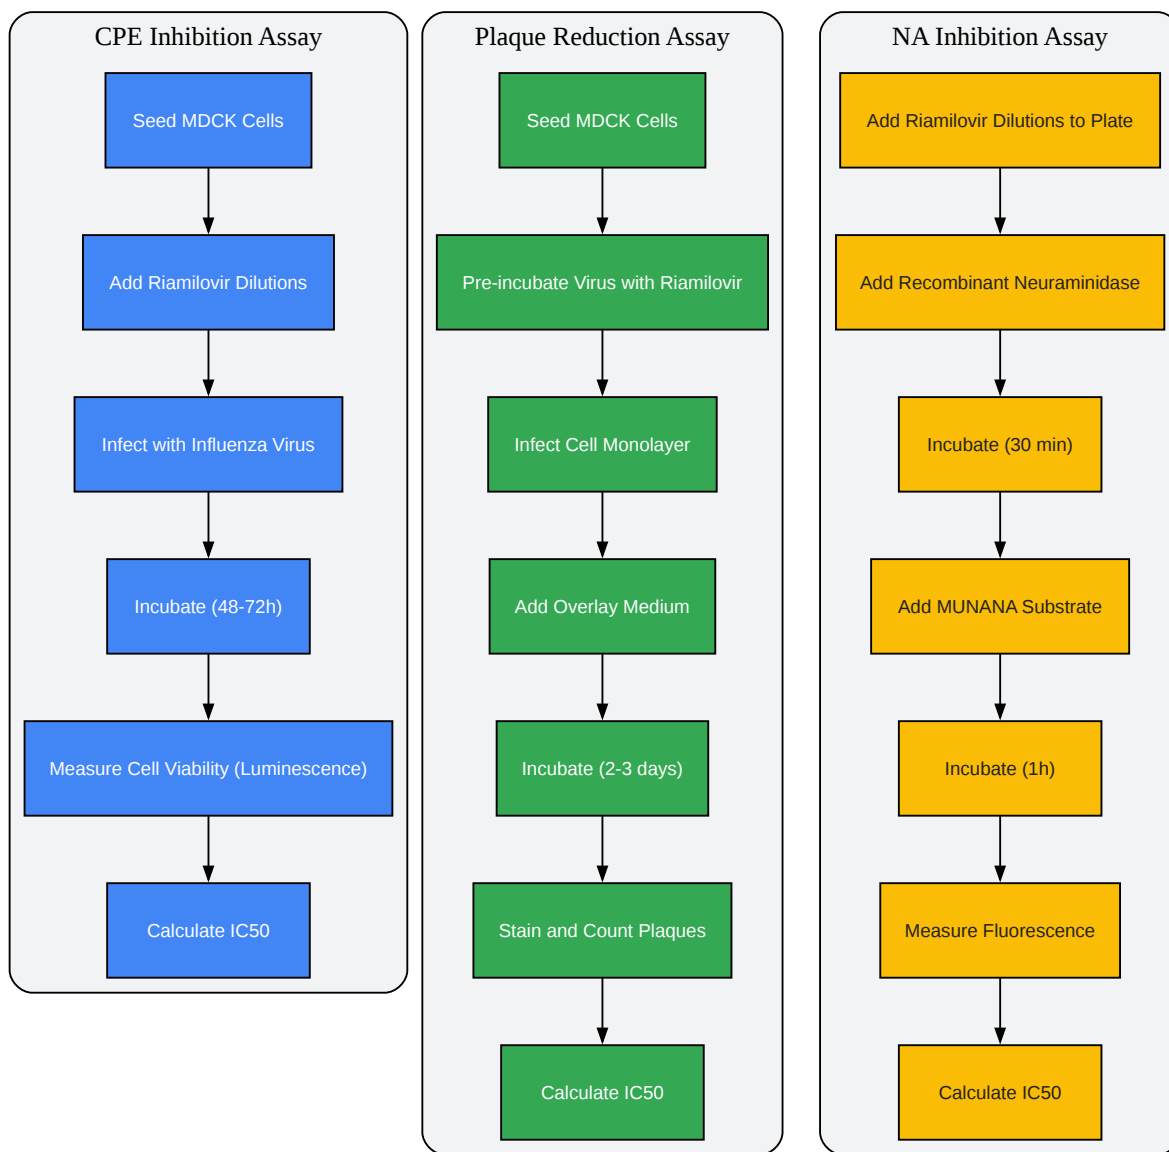 CPE Inhibition Assay
Seed MDCK Cells
Add Riamilovir Dilutions
Infect with Influenza Virus
Incubate (48-72h)
Measure Cell Viability (Luminescence)
Calculate IC50
Plaque Reduction Assay
Seed MDCK Cells
Pre-incubate Virus with Riamilovir
Infect Cell Monolayer
Add Overlay Medium
Incubate (2-3 days)
Stain and Count Plaques
Calculate IC50
NA Inhibition Assay
Add Riamilovir Dilutions to Plate
Add Recombinant Neuraminidase
Incubate (30 min)
Add MUNANA Substrate
Incubate (1h)
Measure Fluorescence
Calculate IC50